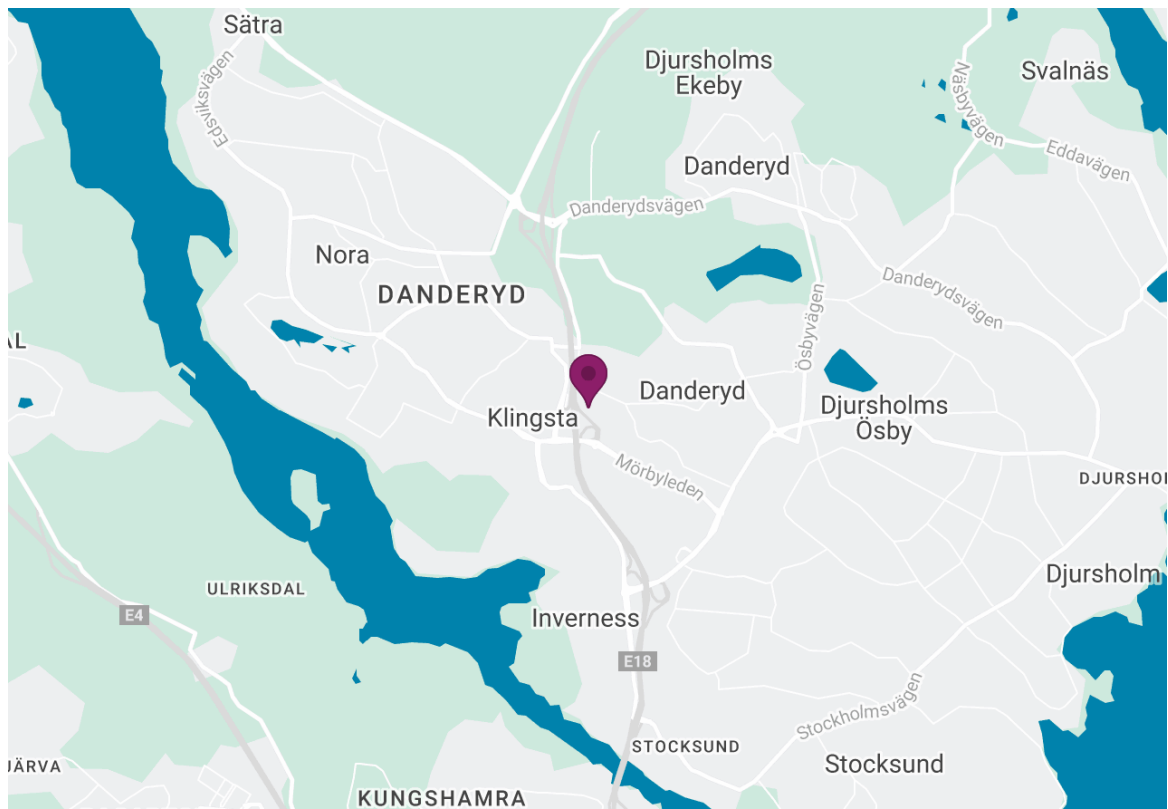 Sätra
Djursholms
Ekeby
Svalnäs
Edsviksvägen
Näsbyvägen
Eddavägen
Danderyd
Danderydsvägen
Nora
DANDERYD
Danderydsvägen
Ösbyvägen
AL
Danderyd
Klingsta
Djursholms
Ösby
Mörbyleden
DJURSHOL
Djursholm
ULRIKSDAL
E4
Inverness
E18
Stockholmsvägen
STOCKSUND
JÄRVA
Stocksund
KUNGSHAMRA